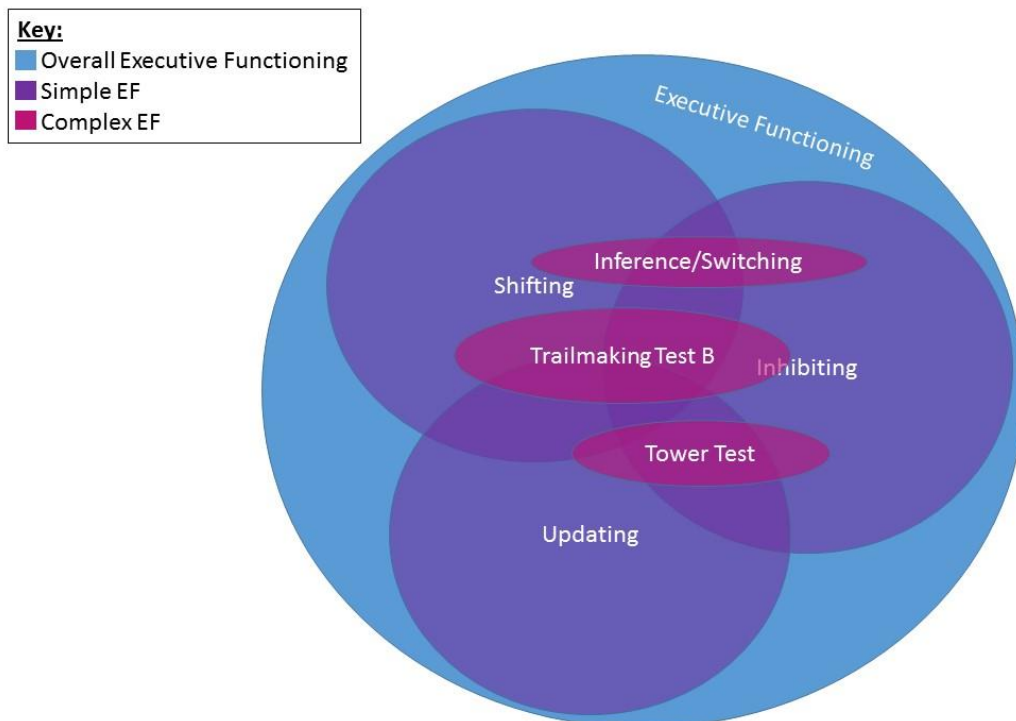 Key:
Overall Executive Functioning
Simple EF
Complex EF
Executive Functioning
Inference/Switching
Shifting
Trailmaking Test B
Inhibiting
Tower Test
Updating